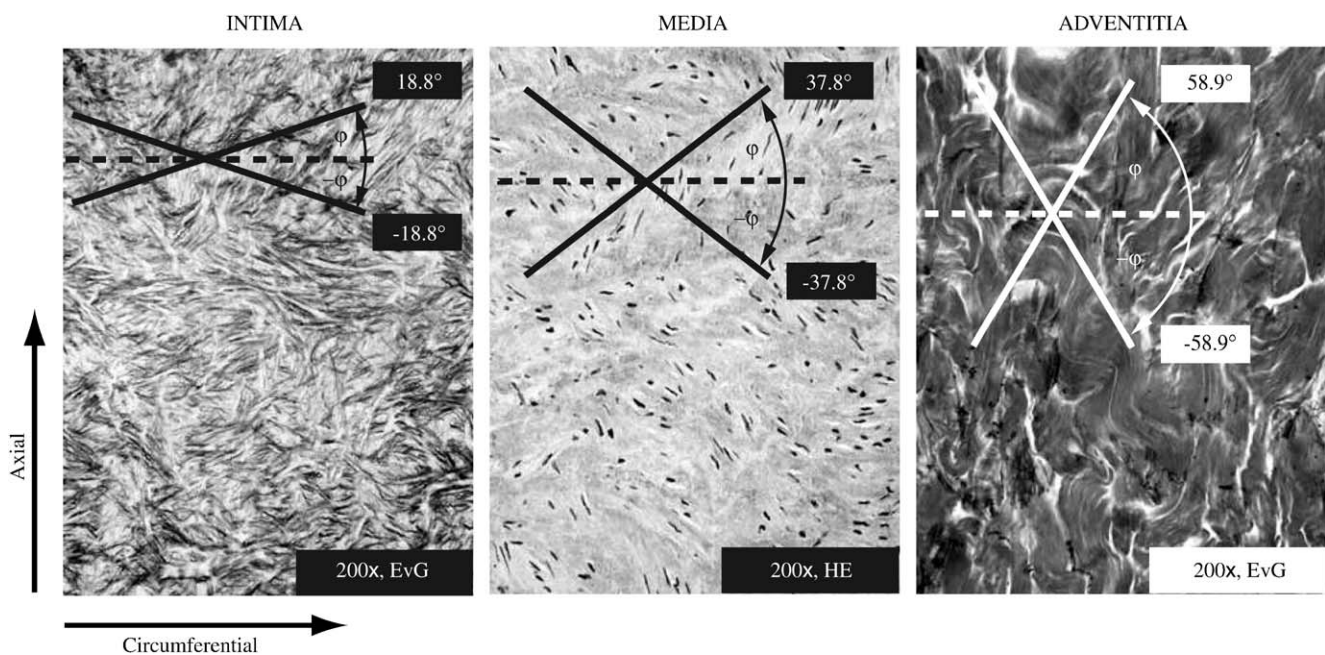 INTIMA
18.8°
φ
−φ
-18.8°
200x, EvG
MEDIA
37.8°
φ
−φ
-37.8°
200x, HE
ADVENTITIA
58.9°
φ
−φ
-58.9°
200x, EvG
Axial
Circumferential